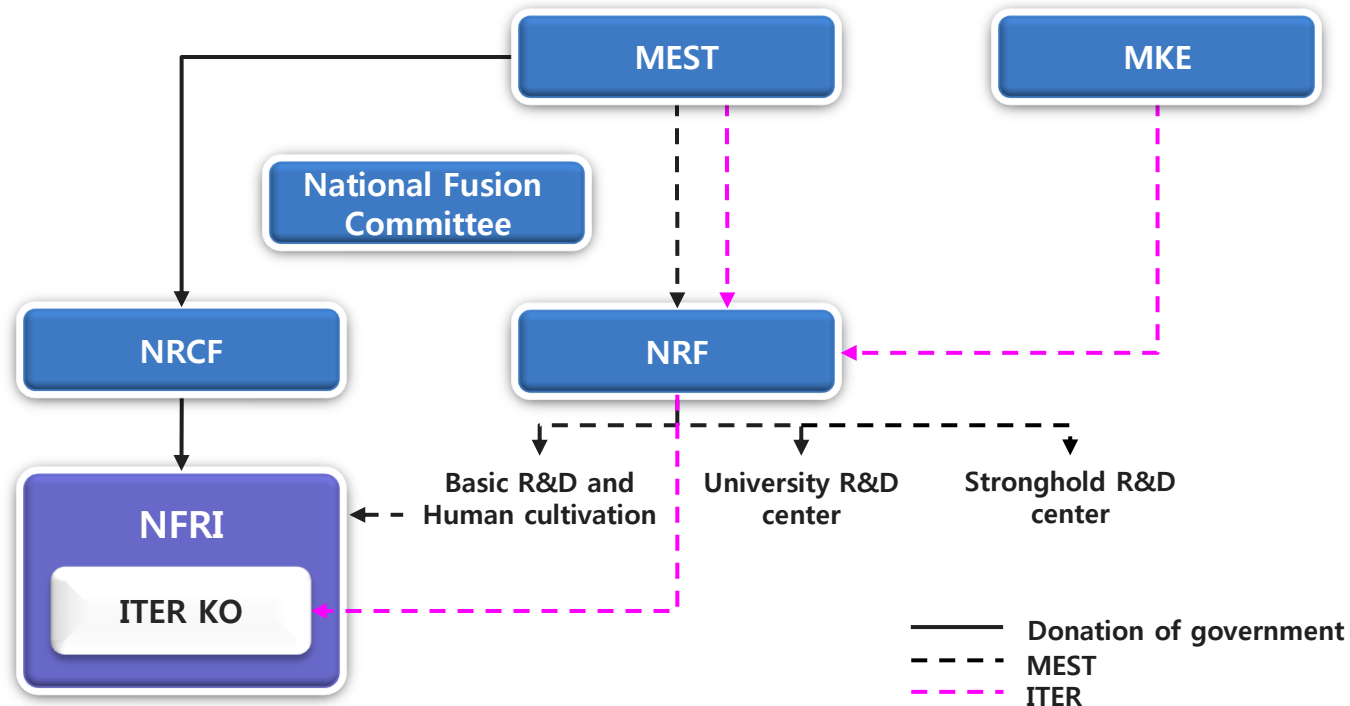 MEST
MKE
National Fusion
Committee
NRCF
NRF
Basic R&D and
Human cultivation
University R&D
center
Stronghold R&D
center
NFRI
ITER KO
Donation of government
MEST
ITER